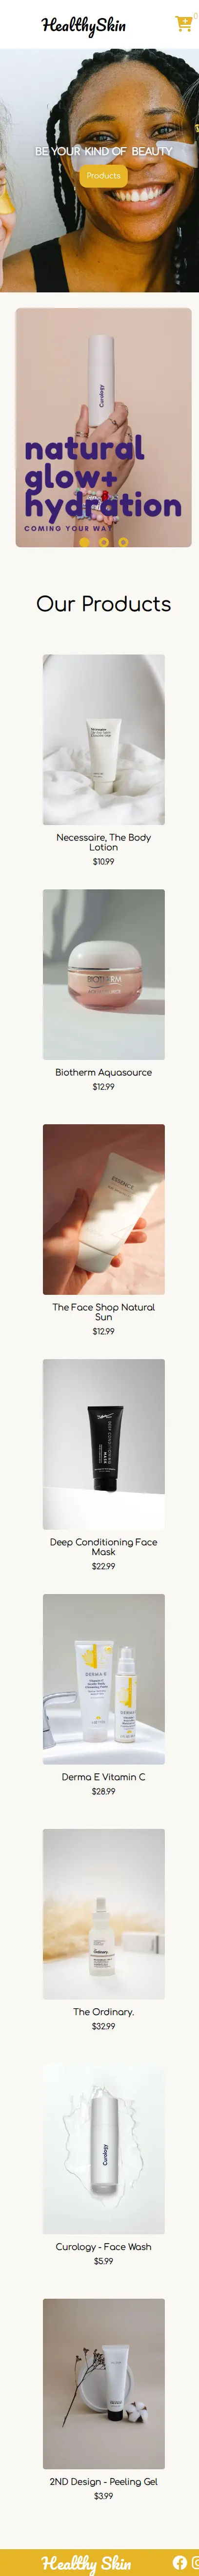 HealthySkin
0
BE YOUR KIND OF BEAUTY
Products
Curology
natural
glow+
hydration
COMING YOUR WAY
Our Products
Necessaire, The Body
Lotion
$10.99
BIOTHERM
Biotherm Aquasource
$12.99
ESSENCE
The Face Shop Natural
Sun
$12.99
Deep Conditioning Face
Mask
$22.99
DERMA E
Derma E Vitamin C
$28.99
Ordinary.
The Ordinary.
$32.99
Curology
Curology - Face Wash
$5.99
2ND Design - Peeling Gel
$3.99
Healthy Skin